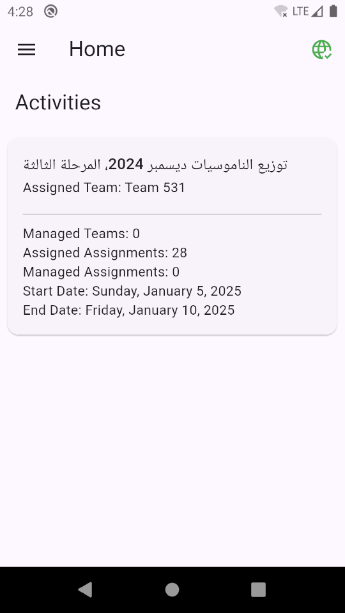 4:28
LTE
Home
Activities
توزيع الناموسيات ديسمبر 2024، المرحلة الثالثة
Assigned Team: Team 531
Managed Teams: 0
Assigned Assignments: 28
Managed Assignments: 0
Start Date: Sunday, January 5, 2025
End Date: Friday, January 10, 2025